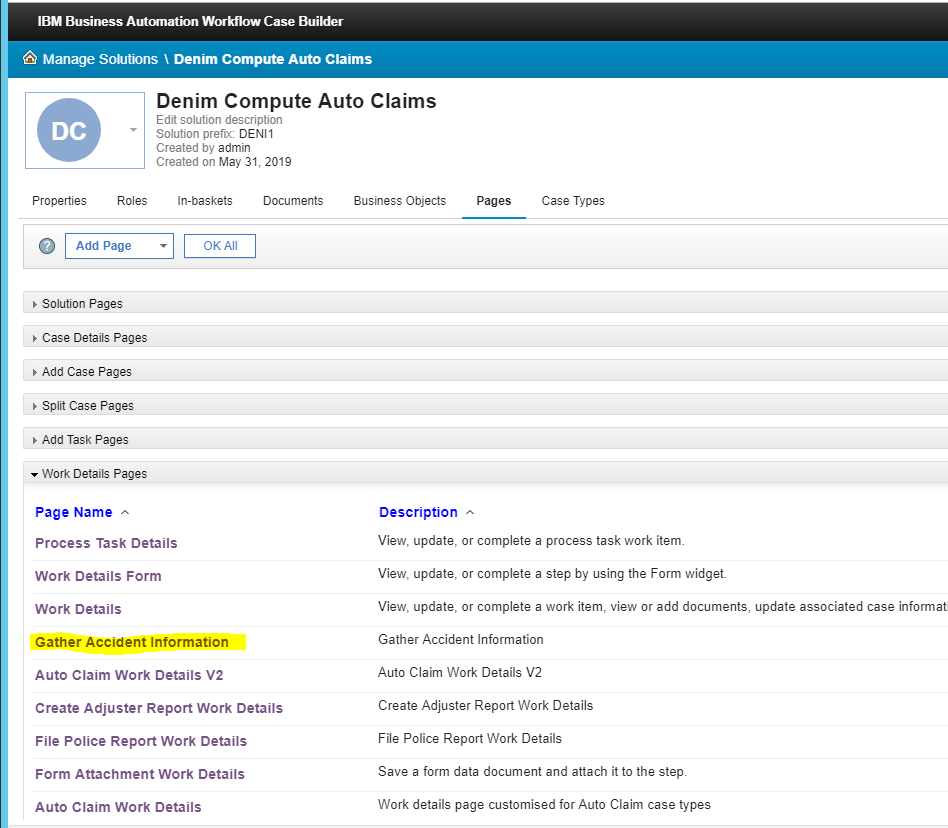 IBM Business Automation Workflow Case Builder
Manage Solutions \ Denim Compute Auto Claims
DC
Denim Compute Auto Claims
Edit solution description
Solution prefix: DENI1
Created by admin
Created on May 31, 2019
Properties Roles In-baskets Documents Business Objects Pages Case Types
? Add Page OK All
Solution Pages
Case Details Pages
Add Case Pages
Split Case Pages
Add Task Pages
Work Details Pages
Page Name Description
Process Task Details View, update, or complete a process task work item.
Work Details Form View, update, or complete a step by using the Form widget.
Work Details View, update, or complete a work item, view or add documents, update associated case informati
Gather Accident Information Gather Accident Information
Auto Claim Work Details V2 Auto Claim Work Details V2
Create Adjuster Report Work Details Create Adjuster Report Work Details
File Police Report Work Details File Police Report Work Details
Form Attachment Work Details Save a form data document and attach it to the step.
Auto Claim Work Details Work details page customised for Auto Claim case types